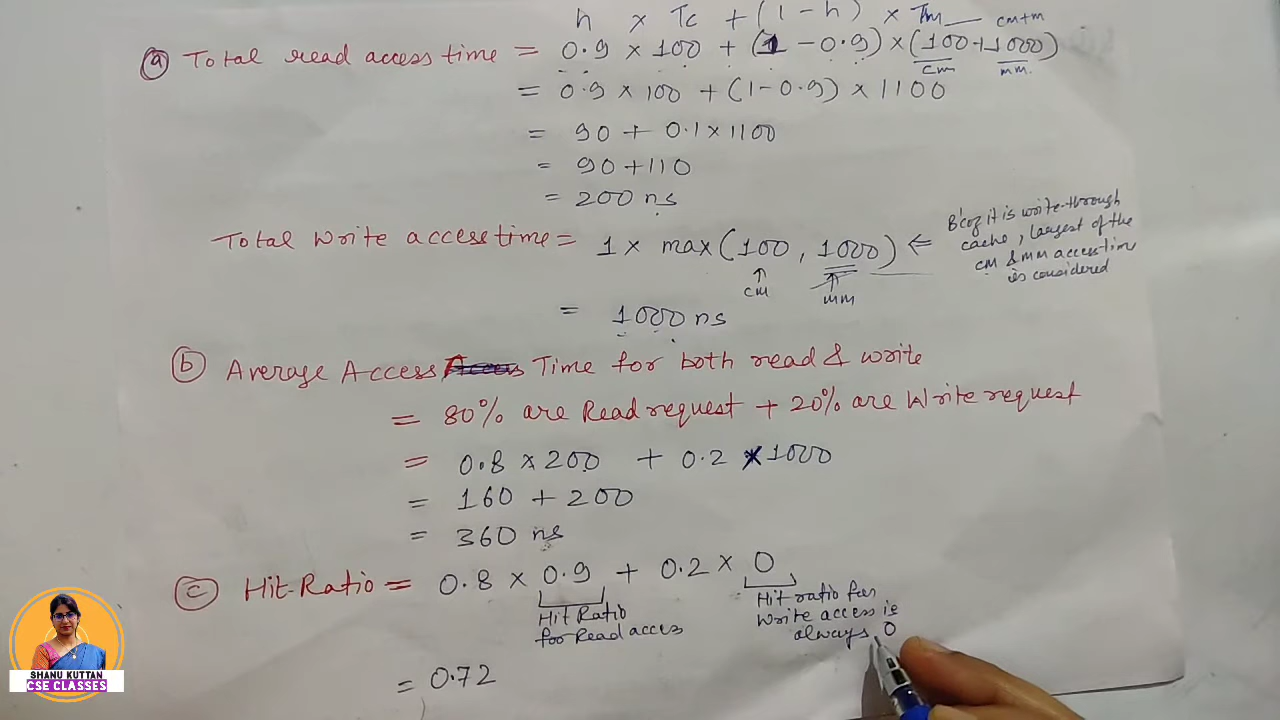 h × Tc + (1 - h) × Tm cm+m
(a) Total read access time = 0.9 × 100 + (1 - 0.9) × (100 + 1000)
cm mm
= 0.9 × 100 + (1-0.9) × 1100
= 90 + 0.1 × 1100
= 90 + 110
= 200 ns
Total Write access time = 1 × max (100, 1000) ⇐ B'coz it is write-through
cache, largest of the
cm & MM access tim
is considered
↑ ↑
cm mm
= 1000 ns
(b) Average Access Time for both read & write
= 80% are Read request + 20% are Write request
= 0.8 × 200 + 0.2 × 1000
= 160 + 200
= 360 ns
(c) Hit-Ratio = 0.8 × 0.9 + 0.2 × 0
Hit Ratio
for Read acces
Hit ratio for
Write access is
always 0
= 0.72
SHANU KUTTAN
CSE CLASSES